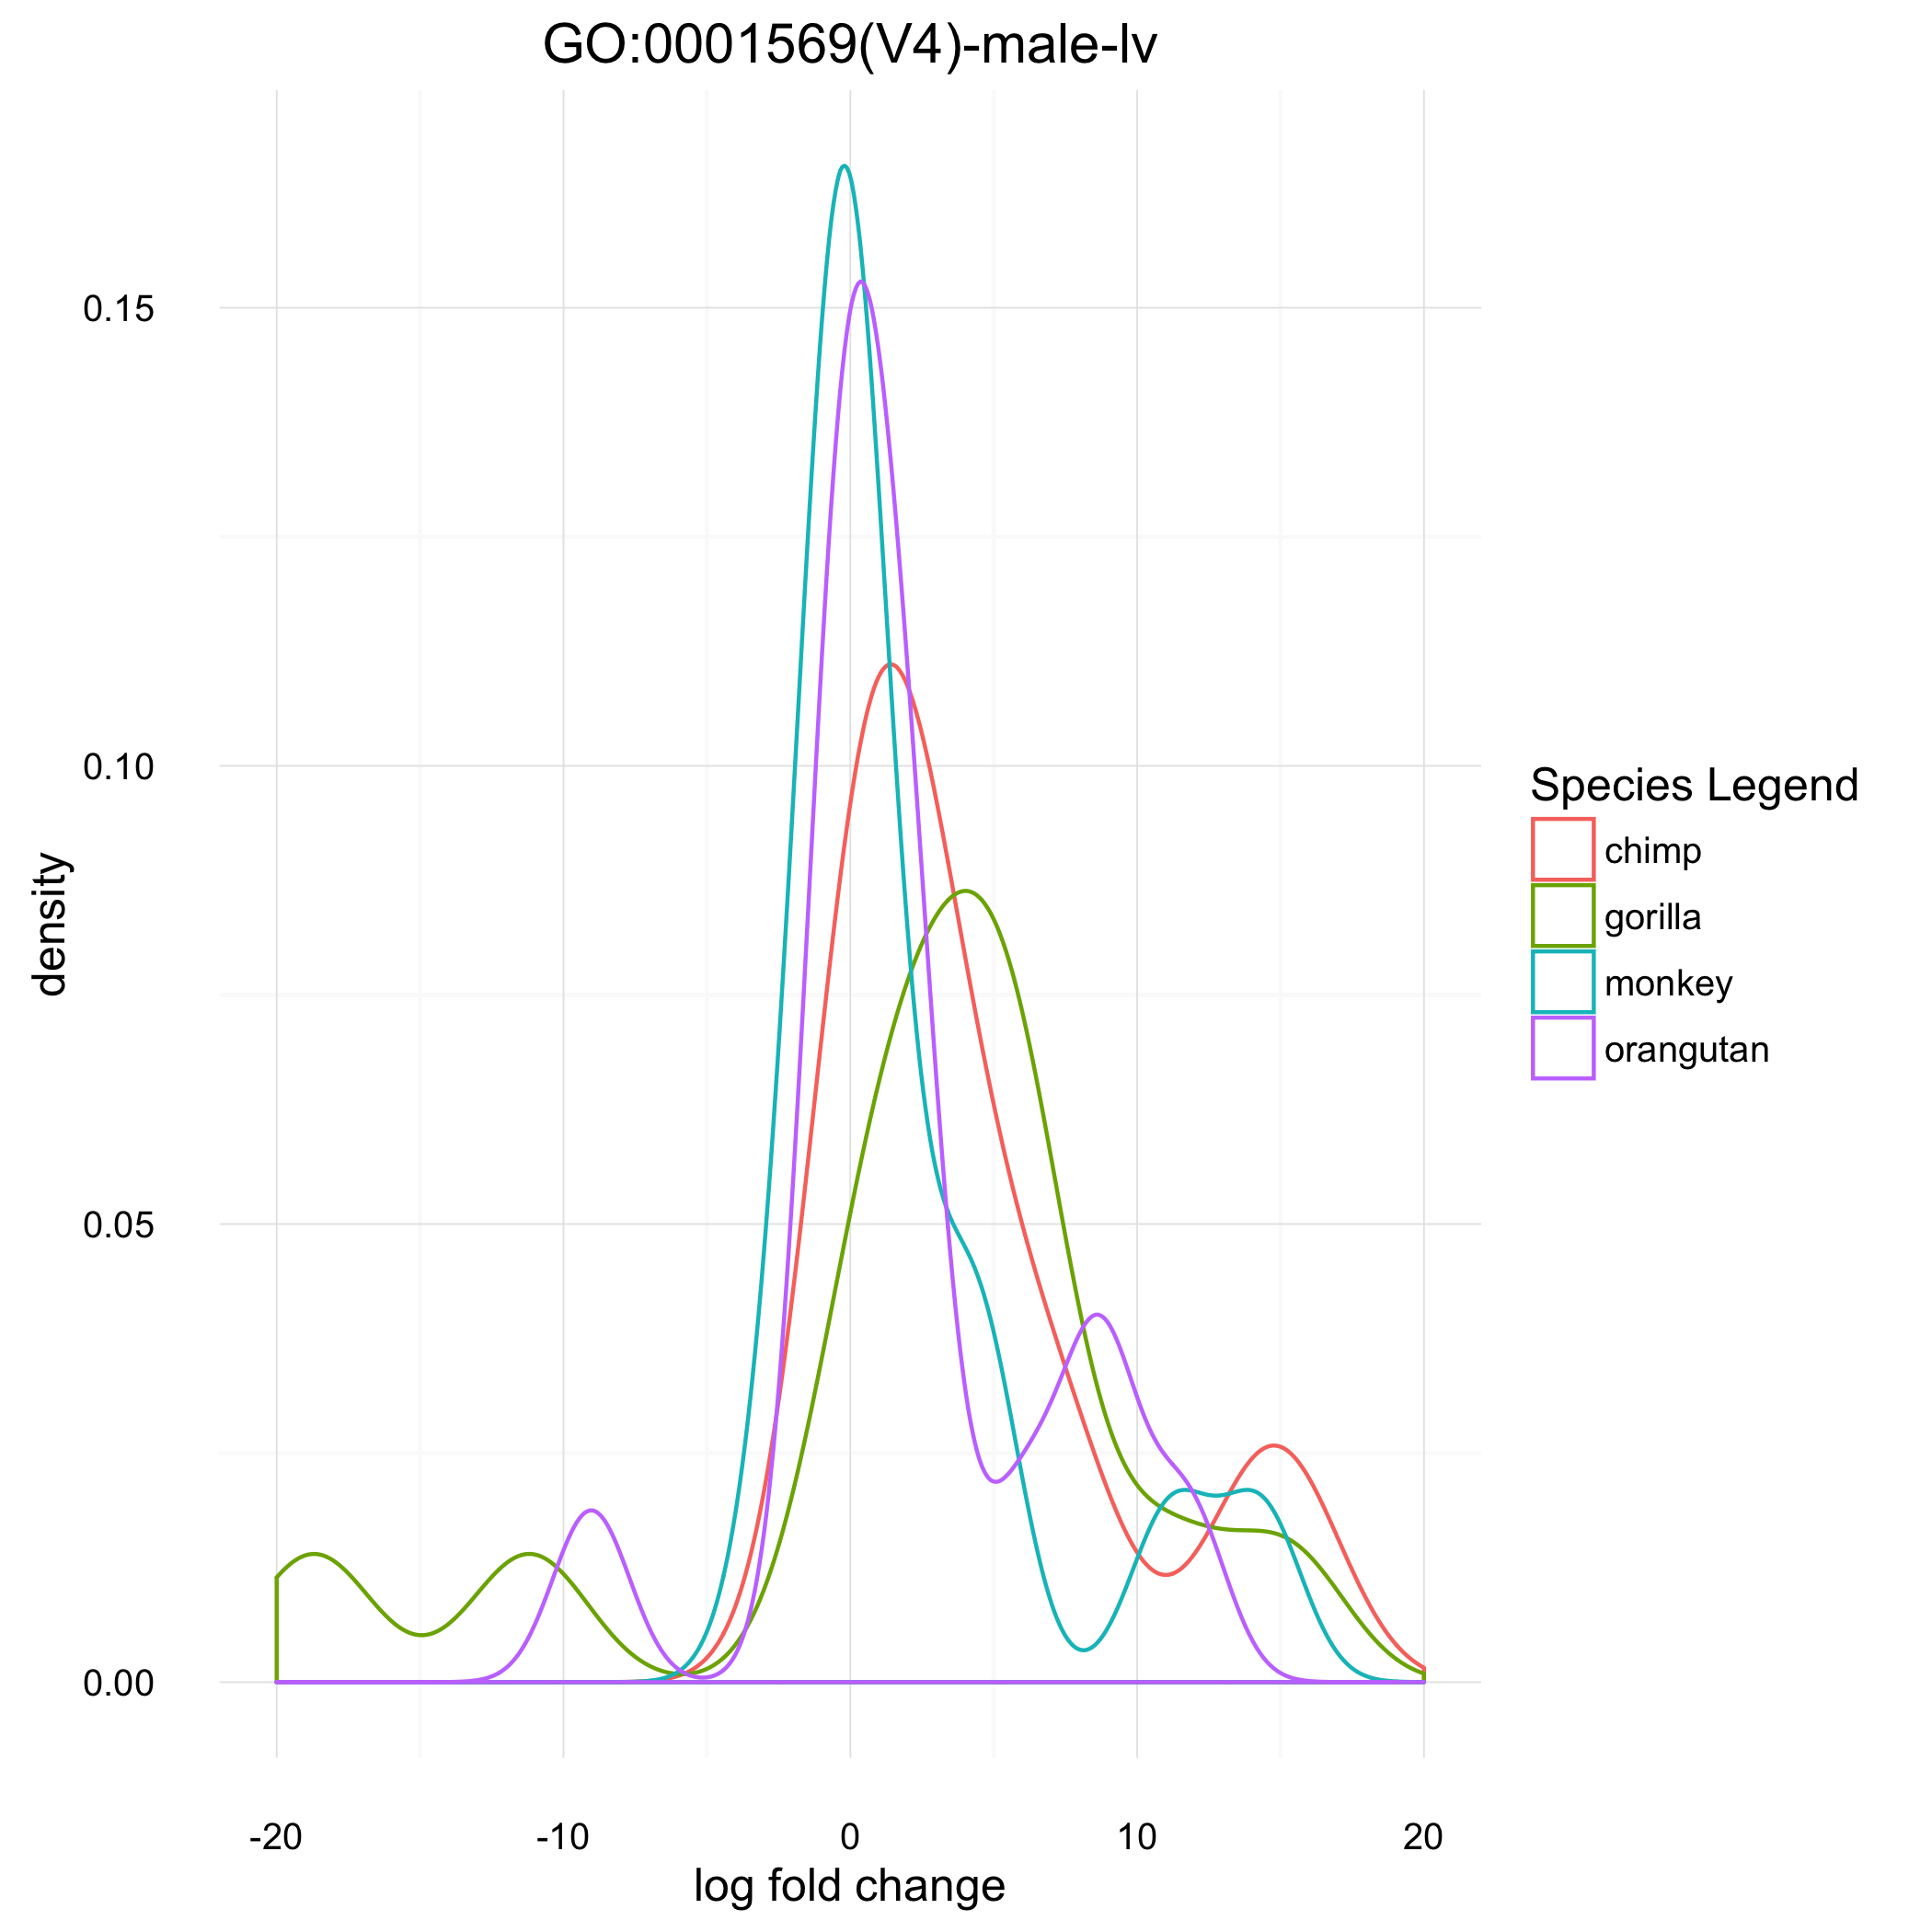 GO:0001569(V4)-male-lv
0.15
0.10
0.05
0.00
density
-20
-10
0
10
20
log fold change
Species Legend
chimp
gorilla
monkey
orangutan